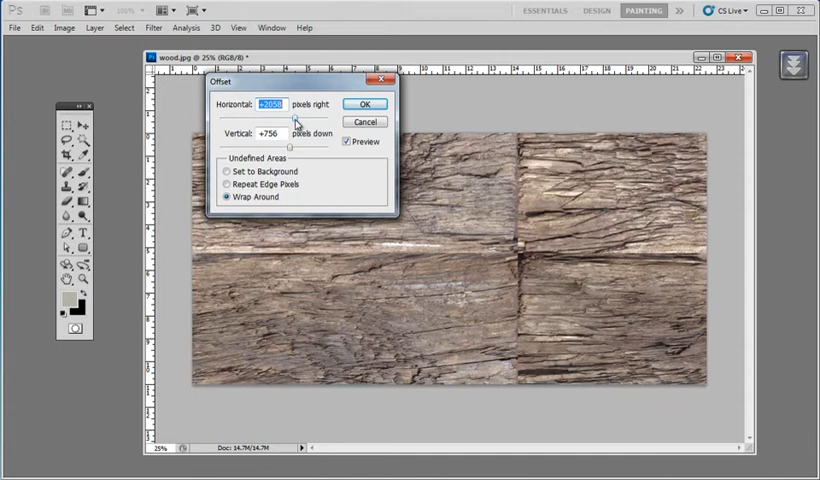 Ps 100% ESSENTIALS DESIGN PAINTING CS Live
File Edit Image Layer Select Filter Analysis 3D View Window Help
wood.jpg @ 25% (RGB/8) *
Offset
Horizontal: +2058 pixels right OK
Vertical: +756 pixels down Cancel
Preview
Undefined Areas
Set to Background
Repeat Edge Pixels
Wrap Around
25% Doc: 14.7M/14.7M